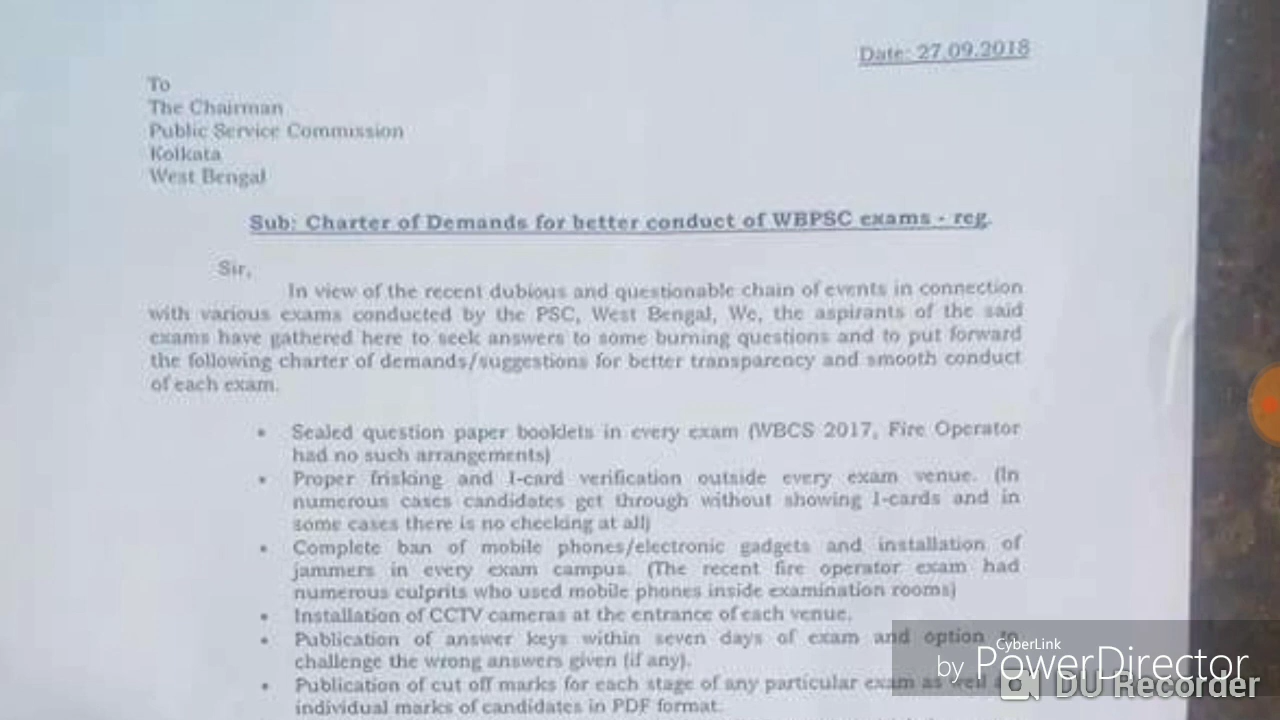 Date: 27.09.2018
To
The Chairman
Public Service Commission
Kolkata
West Bengal
Sub: Charter of Demands for better conduct of WBPSC exams - reg.
Sir,
In view of the recent dubious and questionable chain of events in connection
with various exams conducted by the PSC, West Bengal, We, the aspirants of the said
exams have gathered here to seek answers to some burning questions and to put forward
the following charter of demands/suggestions for better transparency and smooth conduct
of each exam.
• Sealed question paper booklets in every exam (WBCS 2017, Fire Operator
had no such arrangements)
• Proper frisking and I-card verification outside every exam venue. (In
numerous cases candidates get through without showing I-cards and in
some cases there is no checking at all)
• Complete ban of mobile phones/electronic gadgets and installation of
jammers in every exam campus. (The recent fire operator exam had
numerous culprits who used mobile phones inside examination rooms)
• Installation of CCTV cameras at the entrance of each venue.
• Publication of answer keys within seven days of exam and option to
challenge the wrong answers given (if any).
• Publication of cut off marks for each stage of any particular exam as well
individual marks of candidates in PDF format.
CyberLink
by PowerDirector
DU Recorder